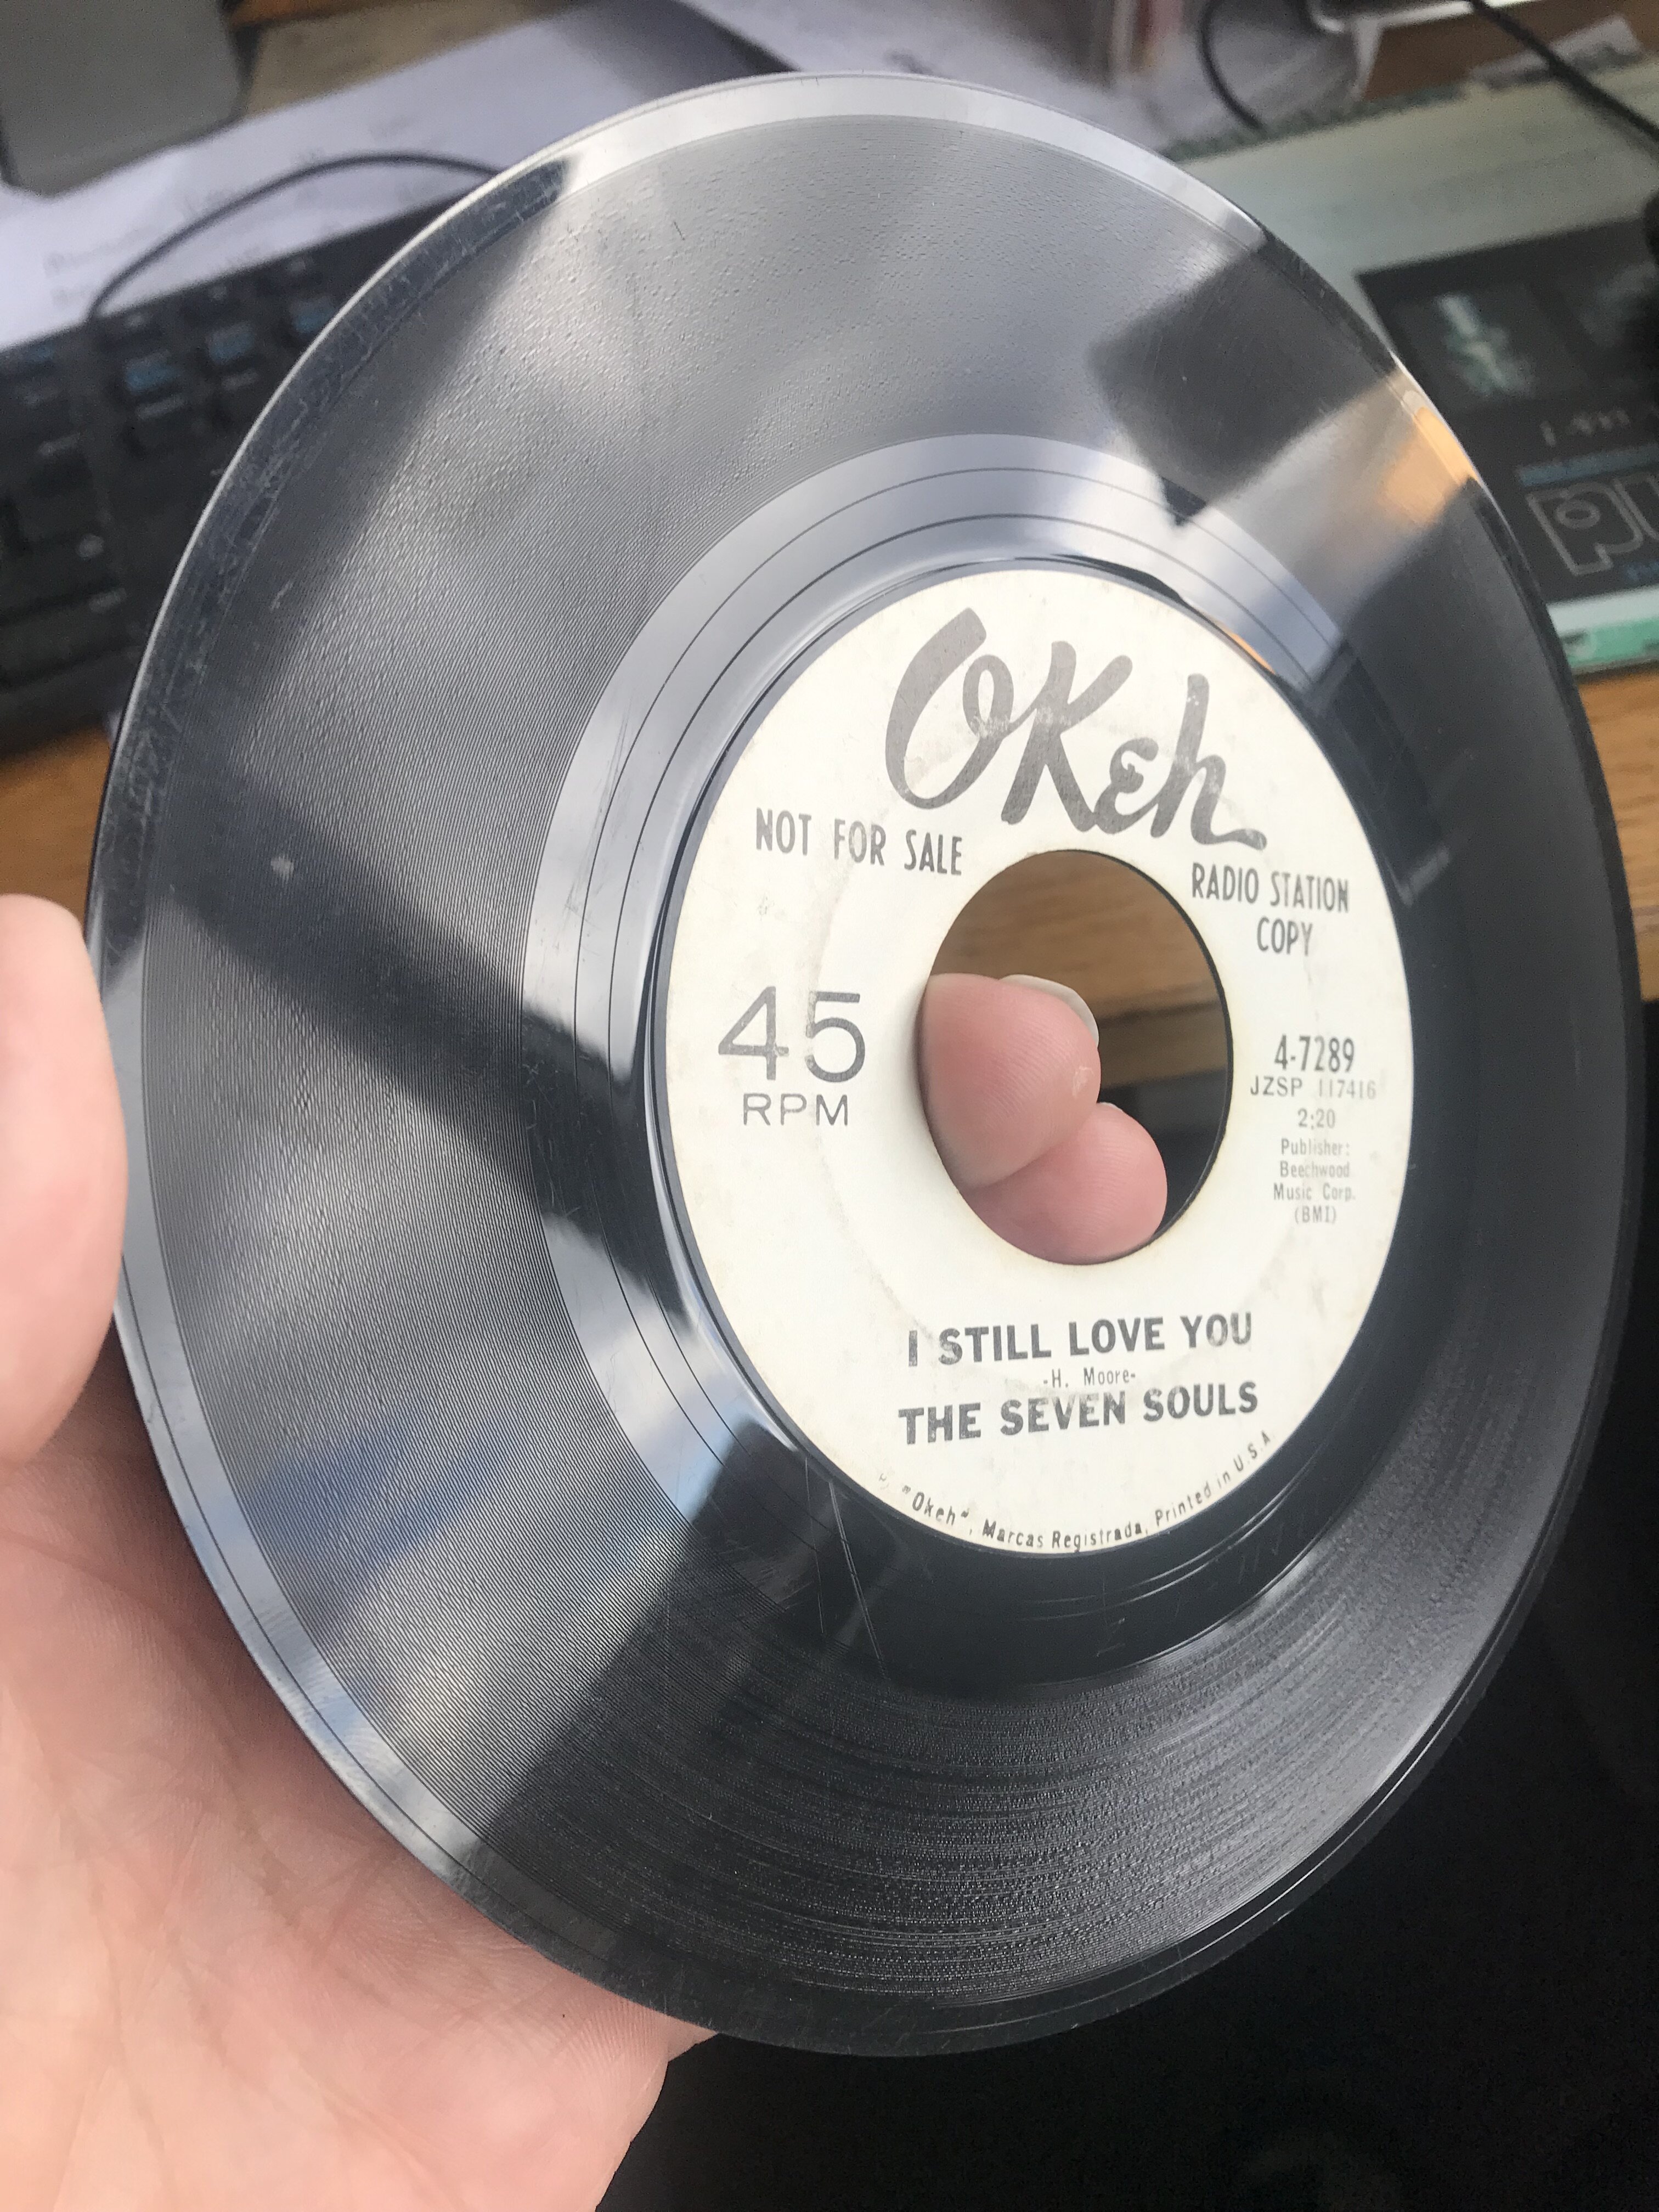 OKeh
NOT FOR SALE
RADIO STATION
COPY
45
RPM
4-7289
JZSP 117416
2:20
Publisher:
Beechwood
Music Corp.
(BMI)
I STILL LOVE YOU
-H. Moore-
THE SEVEN SOULS
"Okeh", Marcas Registrada, Printed in U.S.A